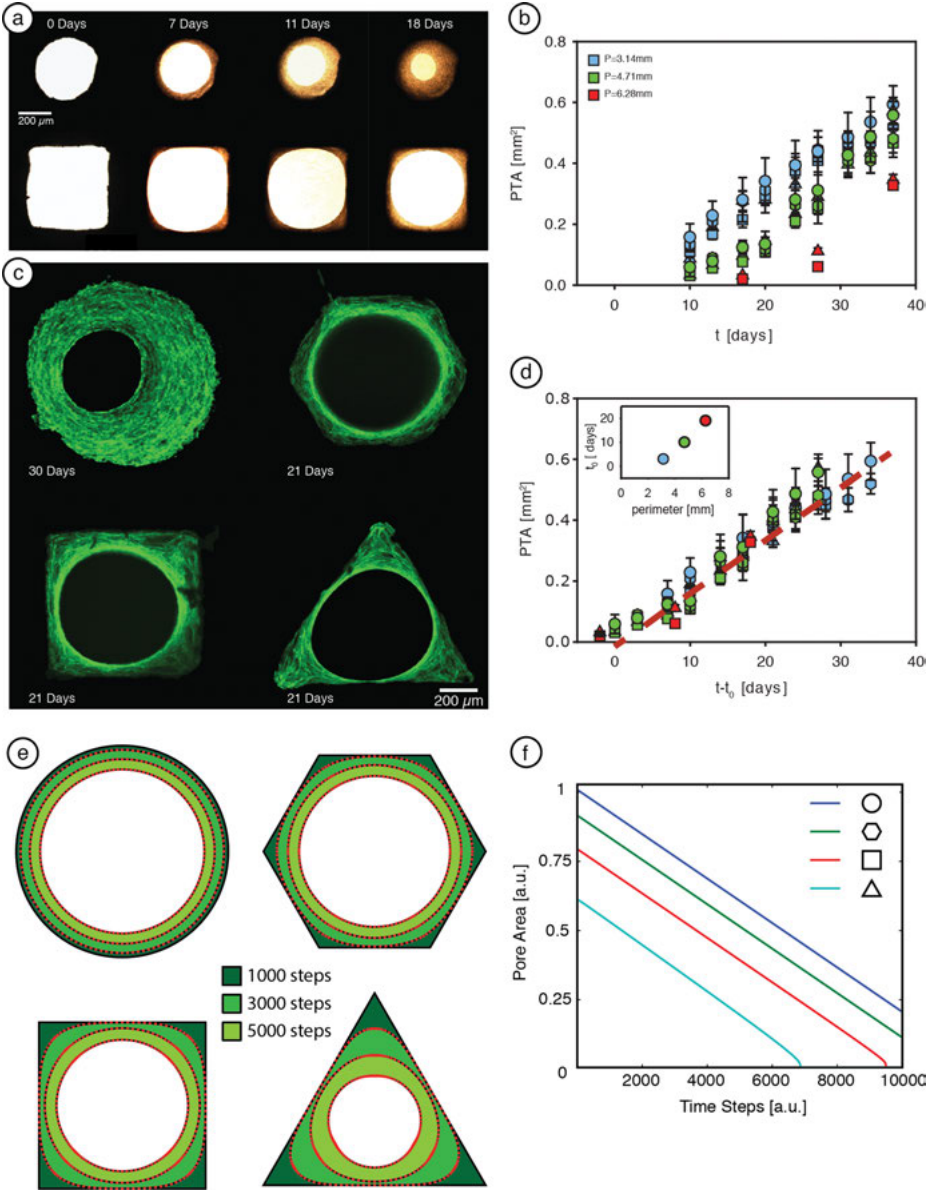 a
0 Days
7 Days
11 Days
18 Days
200 µm
b
P=3.14mm
P=4.71mm
P=6.28mm
PTA [mm²]
0.8
0.6
0.4
0.2
0.0
0 10 20 30 40
t [days]
c
30 Days
21 Days
21 Days
21 Days
200 µm
d
PTA [mm²]
0.8
0.6
0.4
0.2
0.0
t₀ [days]
20
10
0
0 2 4 6 8
perimeter [mm]
0 10 20 30 40
t-t₀ [days]
e
1000 steps
3000 steps
5000 steps
f
Pore Area [a.u.]
1
0.75
0.5
0.25
0
2000 4000 6000 8000 10000
Time Steps [a.u.]